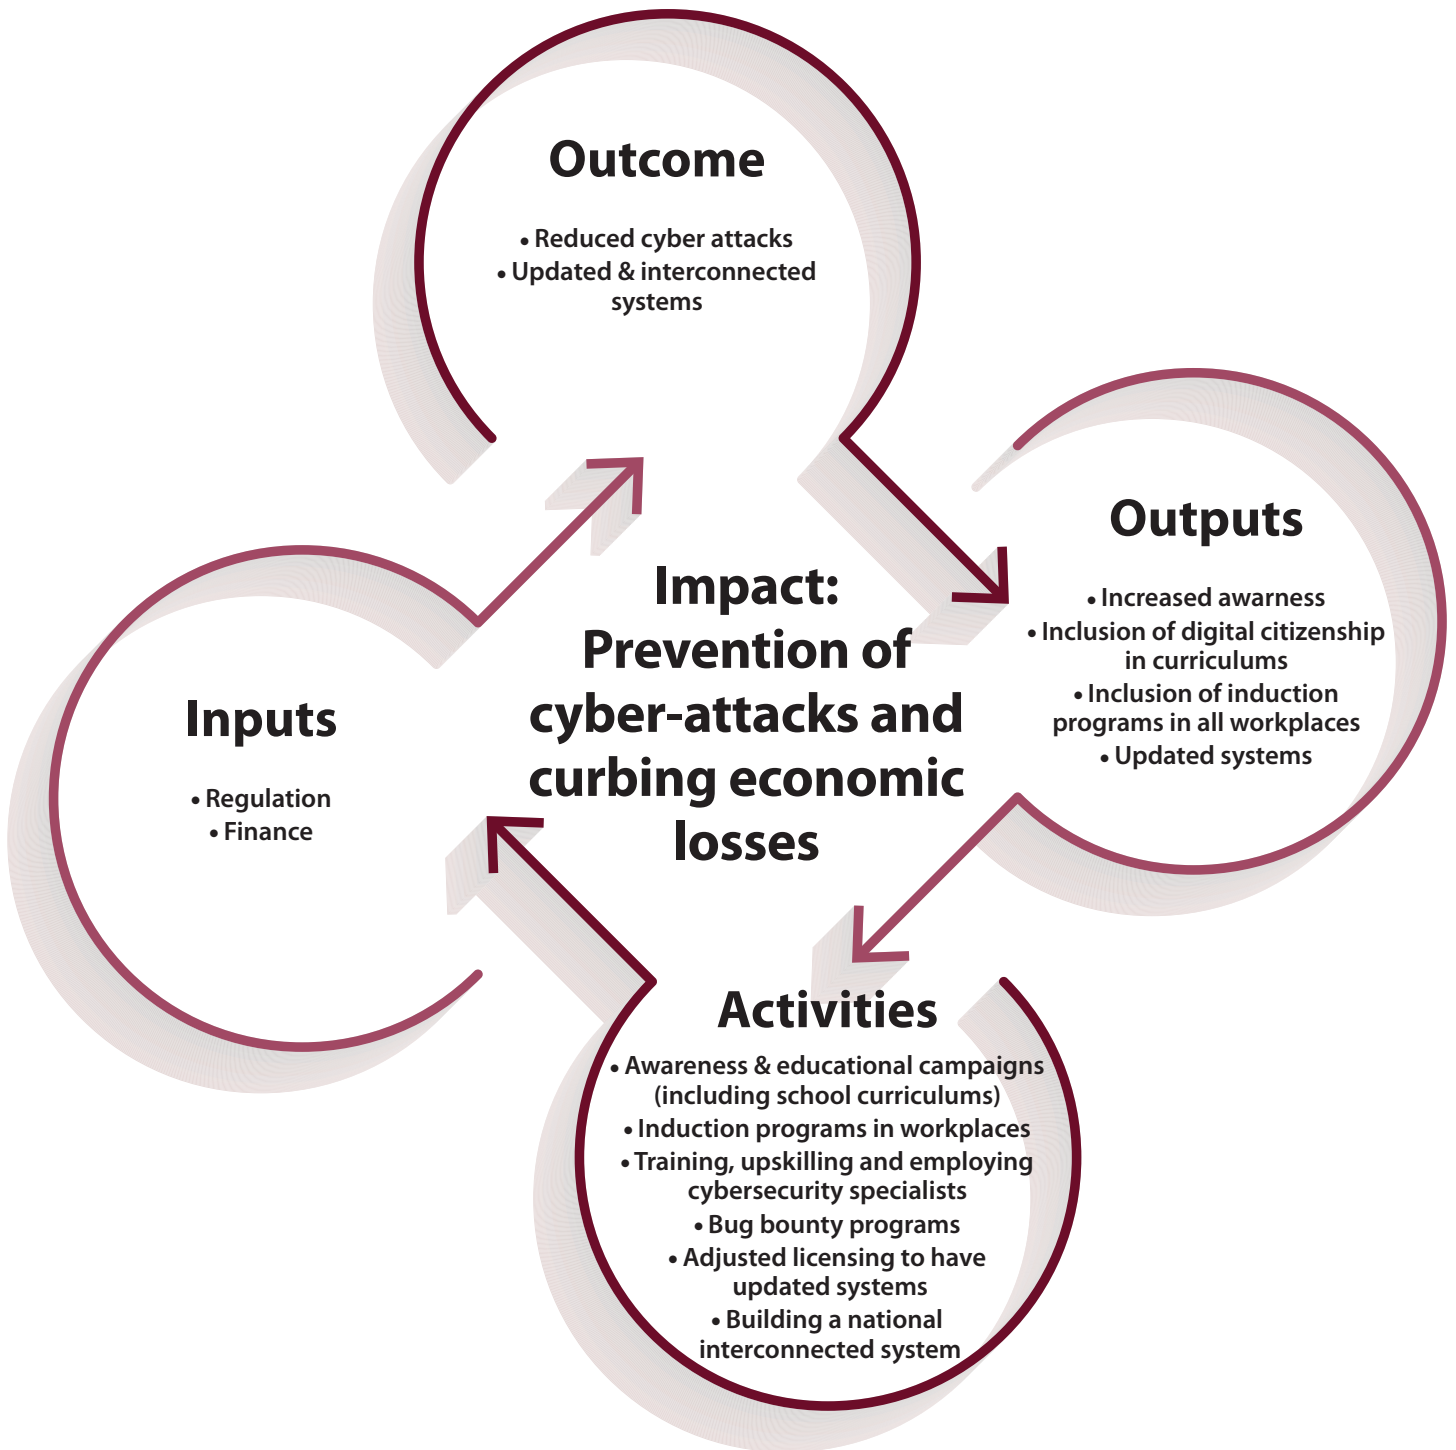 Outcome
• Reduced cyber attacks
• Updated & interconnected
systems
Outputs
• Increased awarness
• Inclusion of digital citizenship
in curriculums
• Inclusion of induction
programs in all workplaces
• Updated systems
Impact:
Prevention of
cyber-attacks and
curbing economic
losses
Inputs
• Regulation
• Finance
Activities
• Awareness & educational campaigns
(including school curriculums)
• Induction programs in workplaces
• Training, upskilling and employing
cybersecurity specialists
• Bug bounty programs
• Adjusted licensing to have
updated systems
• Building a national
interconnected system